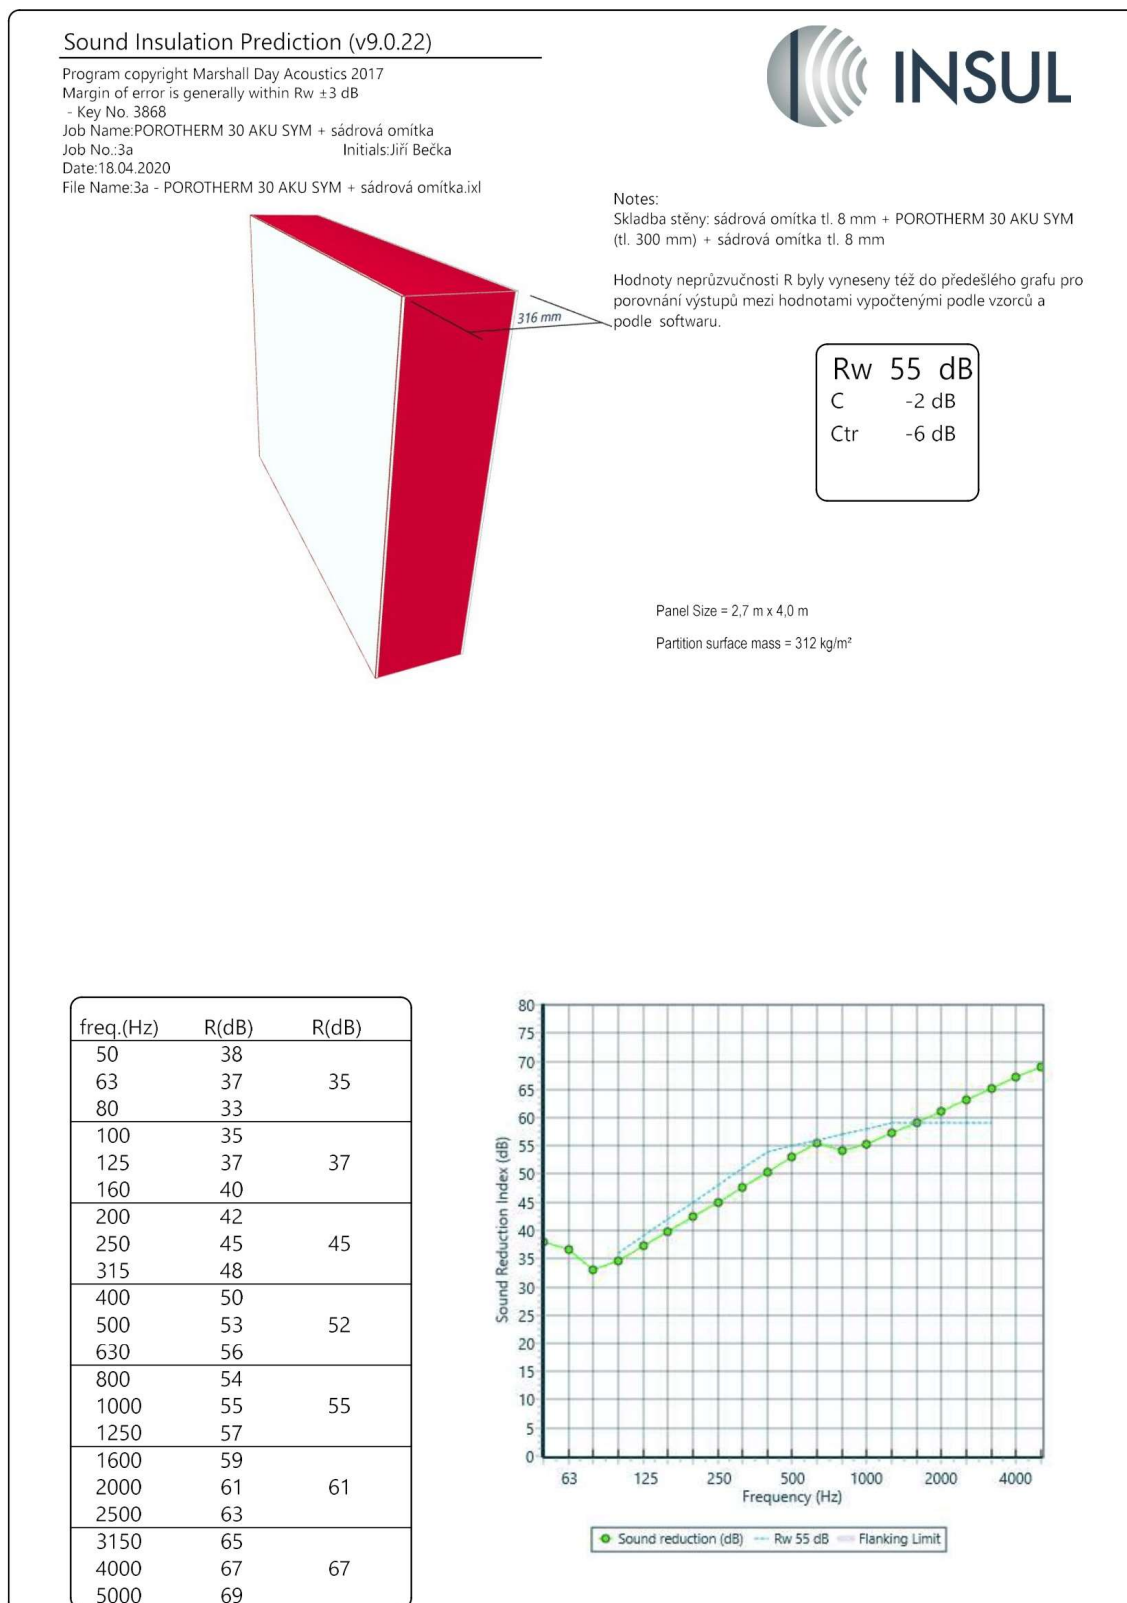 Sound Insulation Prediction (v9.0.22)
Program copyright Marshall Day Acoustics 2017
Margin of error is generally within Rw ±3 dB
- Key No. 3868
Job Name:POROTHERM 30 AKU SYM + sádrová omítka
Job No.:3a Initials:Jiří Bečka
Date:18.04.2020
File Name:3a - POROTHERM 30 AKU SYM + sádrová omítka.ixl
INSUL
Notes:
Skladba stěny: sádrová omítka tl. 8 mm + POROTHERM 30 AKU SYM
(tl. 300 mm) + sádrová omítka tl. 8 mm
Hodnoty neprůzvučnosti R byly vyneseny též do předešlého grafu pro
porovnání výstupů mezi hodnotami vypočtenými podle vzorců a
podle softwaru.
316 mm
Rw 55 dB
C -2 dB
Ctr -6 dB
Panel Size = 2,7 m x 4,0 m
Partition surface mass = 312 kg/m²
freq.(Hz) R(dB) R(dB)
50 38
63 37 35
80 33
100 35
125 37 37
160 40
200 42
250 45 45
315 48
400 50
500 53 52
630 56
800 54
1000 55 55
1250 57
1600 59
2000 61 61
2500 63
3150 65
4000 67 67
5000 69
Sound Reduction Index (dB)
80
75
70
65
60
55
50
45
40
35
30
25
20
15
10
5
0
63 125 250 500 1000 2000 4000
Frequency (Hz)
Sound reduction (dB) Rw 55 dB Flanking Limit